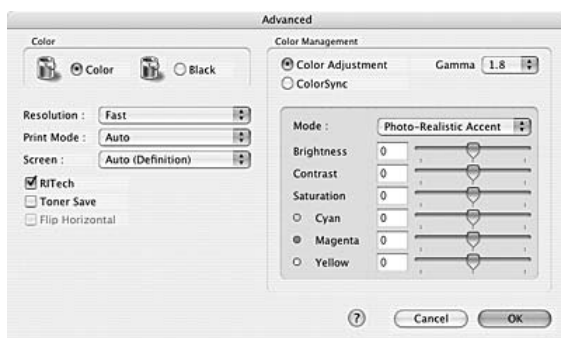 Advanced
Color
Color
Black
Resolution :
Fast
Print Mode :
Auto
Screen :
Auto (Definition)
RITech
Toner Save
Flip Horizontal
Color Management
Color Adjustment
Gamma
1.8
ColorSync
Mode :
Photo-Realistic Accent
Brightness
0
Contrast
0
Saturation
0
Cyan
0
Magenta
0
Yellow
0
?
Cancel
OK